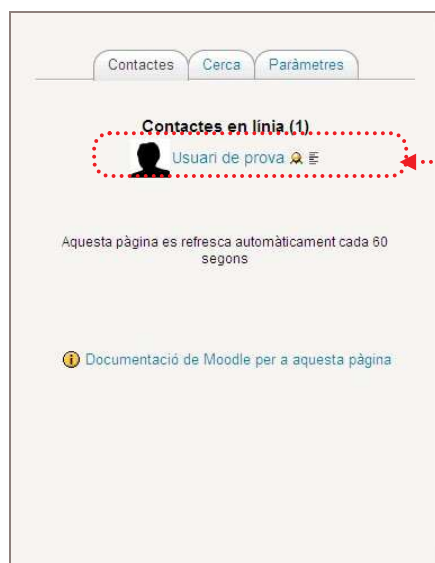 Contactes Cerca Paràmetres
Contactes en línia (1)
Usuari de prova
Aquesta pàgina es refresca automàticament cada 60
segons
Documentació de Moodle per a aquesta pàgina